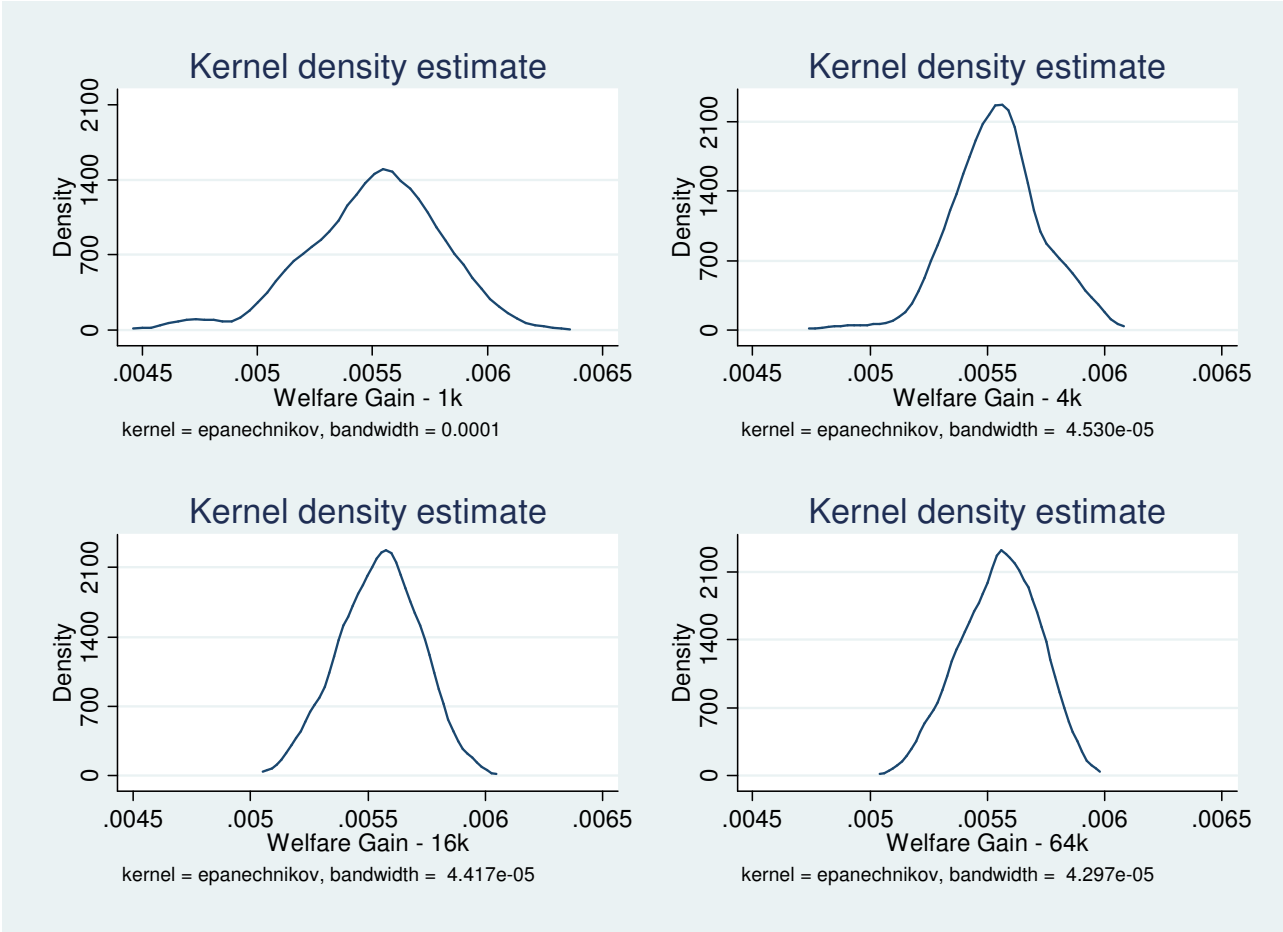 Kernel density estimate
Density
2100
1400
700
0
.0045 .005 .0055 .006 .0065
Welfare Gain - 1k
kernel = epanechnikov, bandwidth = 0.0001
Kernel density estimate
Density
2100
1400
700
0
.0045 .005 .0055 .006 .0065
Welfare Gain - 4k
kernel = epanechnikov, bandwidth = 4.530e-05
Kernel density estimate
Density
2100
1400
700
0
.0045 .005 .0055 .006 .0065
Welfare Gain - 16k
kernel = epanechnikov, bandwidth = 4.417e-05
Kernel density estimate
Density
2100
1400
700
0
.0045 .005 .0055 .006 .0065
Welfare Gain - 64k
kernel = epanechnikov, bandwidth = 4.297e-05